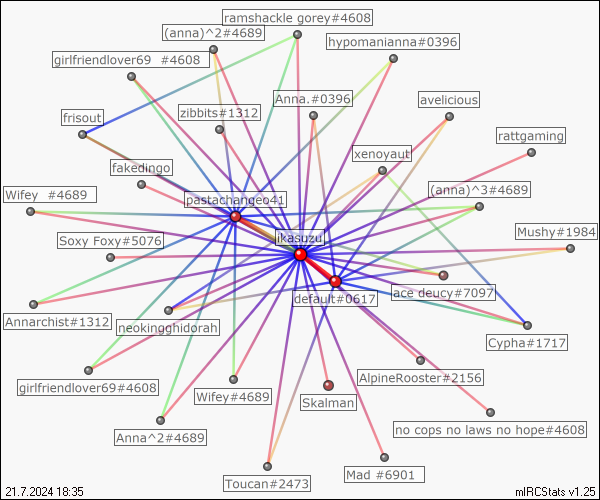 ramshackle gorey#4608
(anna)^2#4689
hypomanianna#0396
girlfriendlover69 #4608
Anna.#0396
avelicious
zibbits#1312
frisout
rattgaming
xenoyaut
fakedingo
(anna)^3#4689
Wifey #4689
pastachangeo41
Mushy#1984
ikasuzu
Soxy Foxy#5076
ace deucy#7097
default#0617
Annarchist#1312
neokingghidorah
Cypha#1717
AlpineRooster#2156
girlfriendlover69#4608
Wifey#4689
Skalman
no cops no laws no hope#4608
Anna^2#4689
Mad #6901
Toucan#2473
21.7.2024 18:35
mIRCStats v1.25